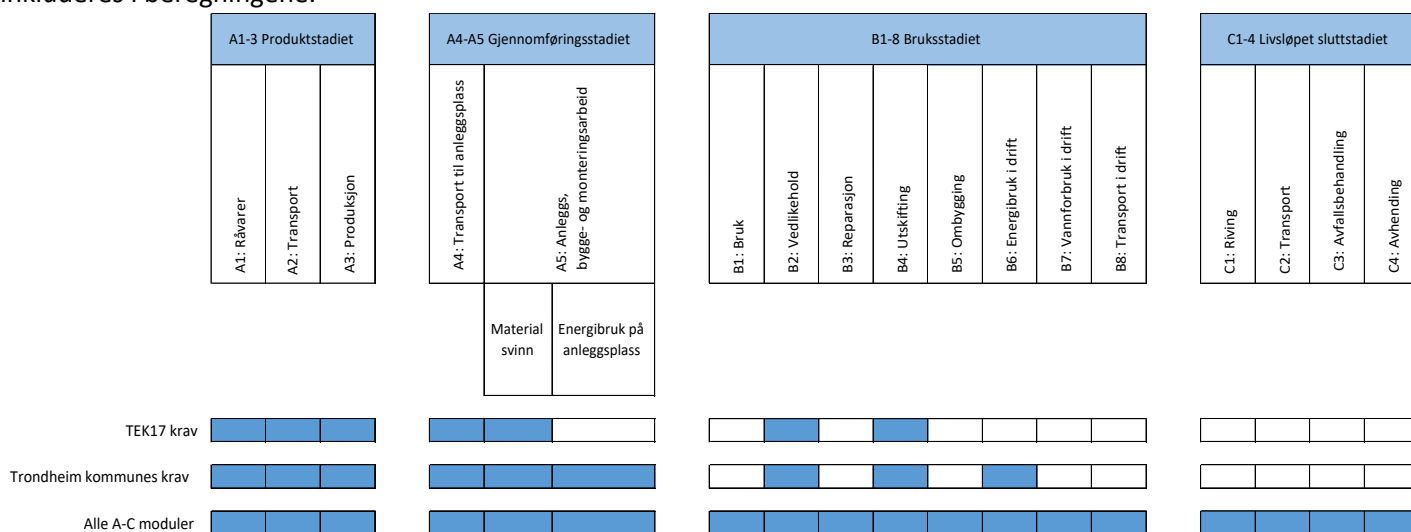 A1-3 Produktstadiet
A4-A5 Gjennomføringsstadiet
B1-8 Bruksstadiet
C1-4 Livsløpet sluttstadiet
A1: Råvarer
A2: Transport
A3: Produksjon
A4: Transport til anleggsplass
A5: Anleggs,
bygge- og monteringsarbeid
B1: Bruk
B2: Vedlikehold
B3: Reparasjon
B4: Utskifting
B5: Ombygging
B6: Energibruk i drift
B7: Vannforbruk i drift
B8: Transport i drift
C1: Riving
C2: Transport
C3: Avfallsbehandling
C4: Avhending
Material
svinn
Energibruk på
anleggsplass
TEK17 krav
Trondheim kommunes krav
Alle A-C moduler